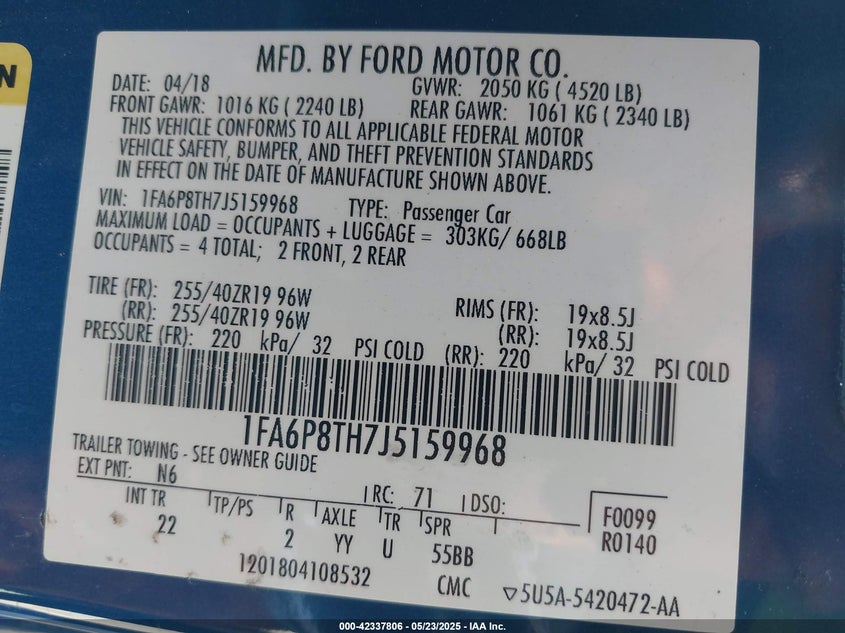 N
MFD. BY FORD MOTOR CO.
DATE: 04/18 GVWR: 2050 KG ( 4520 LB)
FRONT GAWR: 1016 KG ( 2240 LB) REAR GAWR: 1061 KG ( 2340 LB)
THIS VEHICLE CONFORMS TO ALL APPLICABLE FEDERAL MOTOR
VEHICLE SAFETY, BUMPER, AND THEFT PREVENTION STANDARDS
IN EFFECT ON THE DATE OF MANUFACTURE SHOWN ABOVE.
VIN: 1FA6P8TH7J5159968 TYPE: Passenger Car
MAXIMUM LOAD = OCCUPANTS + LUGGAGE = 303KG/ 668LB
OCCUPANTS = 4 TOTAL; 2 FRONT, 2 REAR
TIRE (FR): 255/40ZR19 96W RIMS (FR): 19x8.5J
(RR): 255/40ZR19 96W (RR): 19x8.5J
PRESSURE (FR): 220 kPa/ 32 PSI COLD (RR): 220 kPa/ 32 PSI COLD
1FA6P8TH7J5159968
TRAILER TOWING - SEE OWNER GUIDE
EXT PNT: N6 RC: 71 DSO:
INT TR TP/PS R AXLE TR SPR F0099
22 2 YY U 55BB R0140
1201804108532 CMC ▽5U5A-5420472-AA
000-42337806 - 05/23/2025 - IAA Inc.